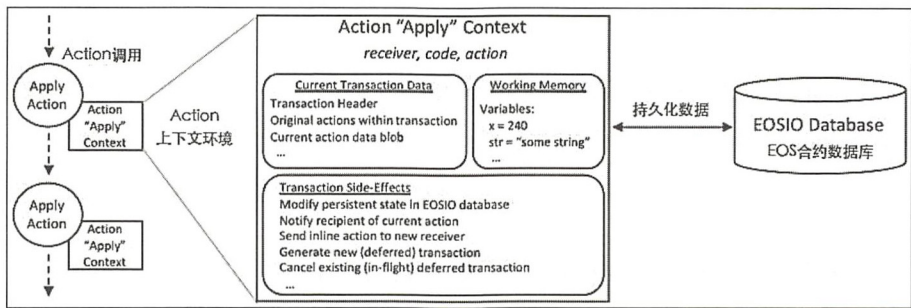 Action调用
Apply
Action
Action
"Apply"
Context
Action
上下文环境
Apply
Action
Action
"Apply"
Context
Action "Apply" Context
receiver, code, action
Current Transaction Data
Transaction Header
Original actions within transaction
Current action data blob
...
Working Memory
Variables:
x = 240
str = "some string"
...
Transaction Side-Effects
Modify persistent state in EOSIO database
Notify recipient of current action
Send inline action to new receiver
Generate new (deferred) transaction
Cancel existing (in-flight) deferred transaction
...
持久化数据
EOSIO Database
EOS合约数据库